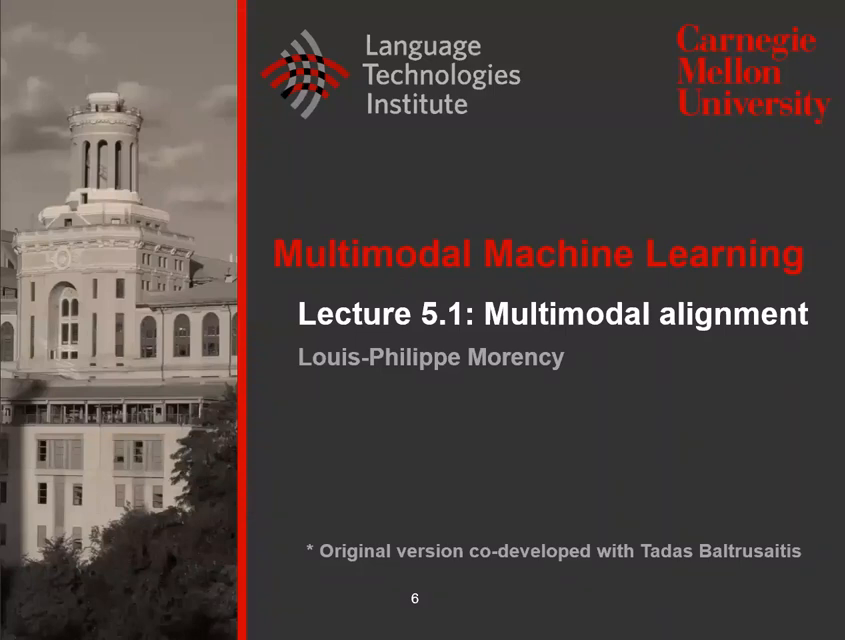 Language
Technologies
Institute
Carnegie
Mellon
University
Multimodal Machine Learning
Lecture 5.1: Multimodal alignment
Louis-Philippe Morency
* Original version co-developed with Tadas Baltrusaitis
6